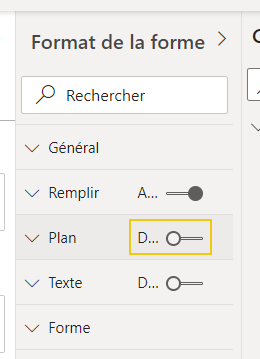 Format de la forme
Rechercher
Général
Remplir A...
Plan D...
Texte D...
Forme